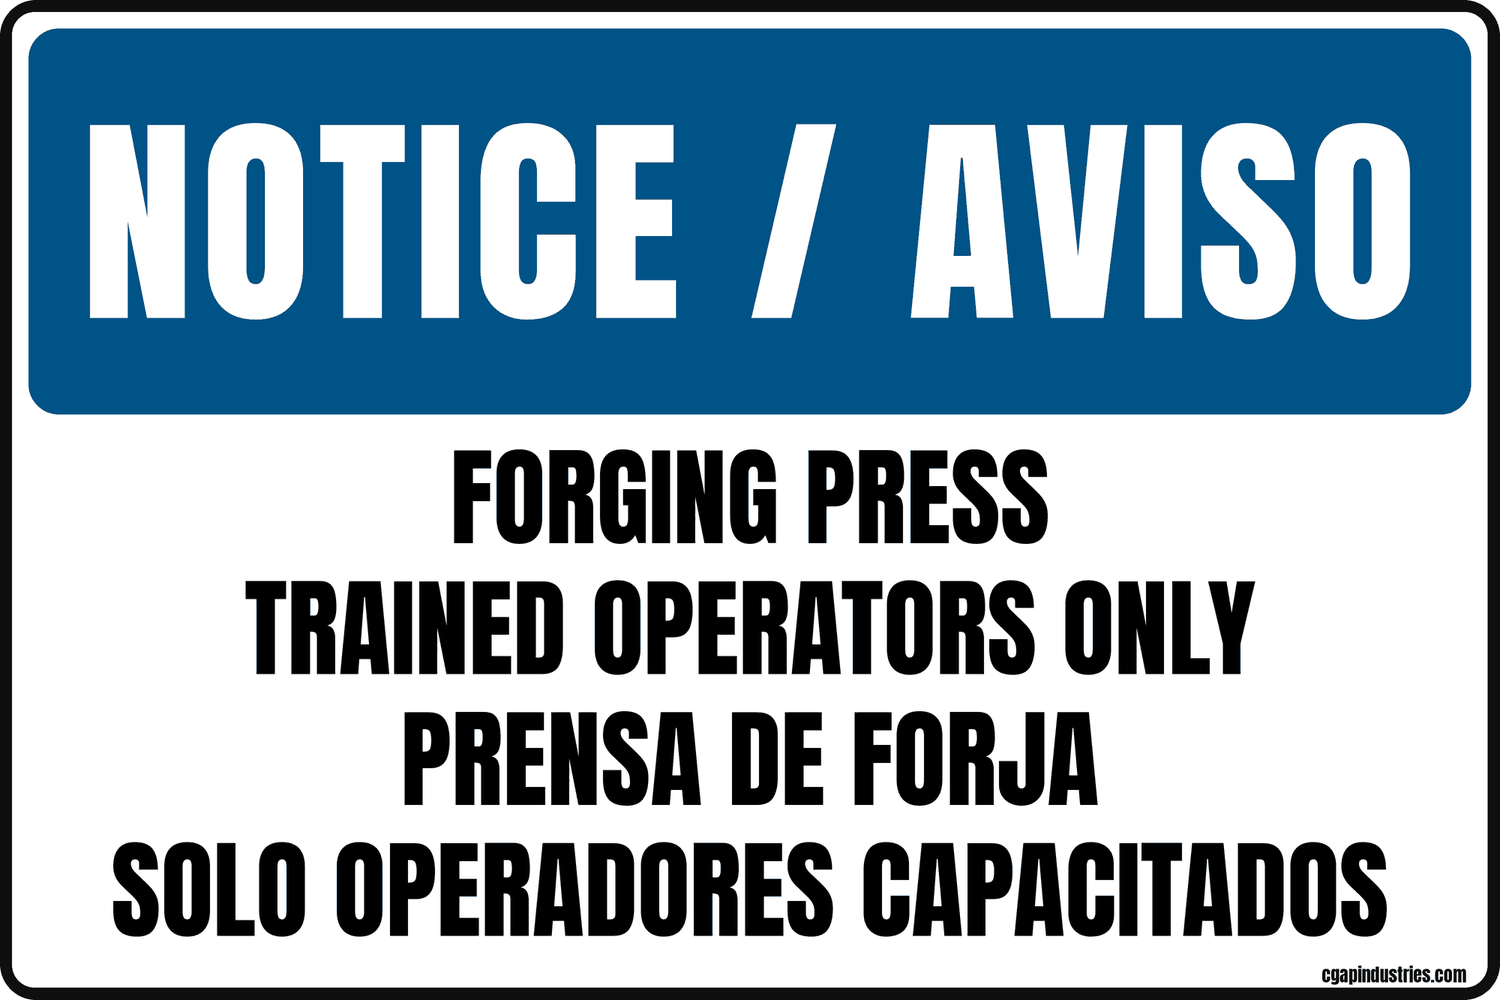 NOTICE / AVISO
FORGING PRESS
TRAINED OPERATORS ONLY
PRENSA DE FORJA
SOLO OPERADORES CAPACITADOS
cgapindustries.com